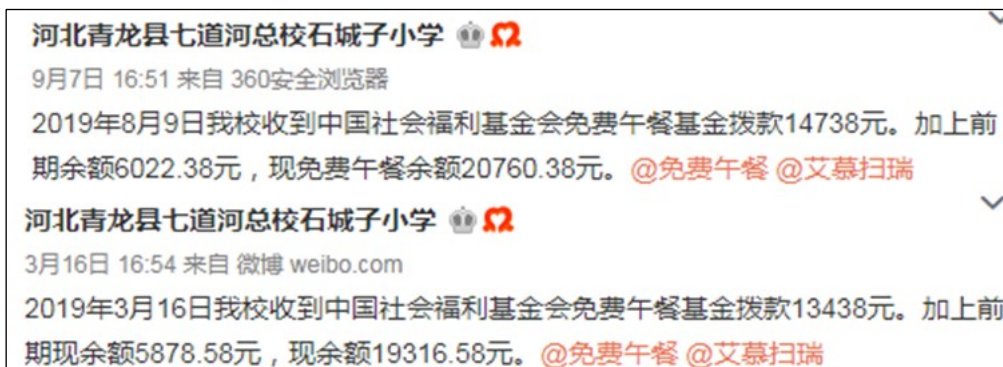 河北青龙县七道河总校石城子小学
9月7日 16:51 来自 360安全浏览器
2019年8月9日我校收到中国社会福利基金会免费午餐基金拨款14738元。加上前
期余额6022.38元，现免费午餐余额20760.38元。@免费午餐 @艾慕扫瑞
河北青龙县七道河总校石城子小学
3月16日 16:54 来自 微博 weibo.com
2019年3月16日我校收到中国社会福利基金会免费午餐基金拨款13438元。加上前
期现余额5878.58元，现余额19316.58元。@免费午餐 @艾慕扫瑞